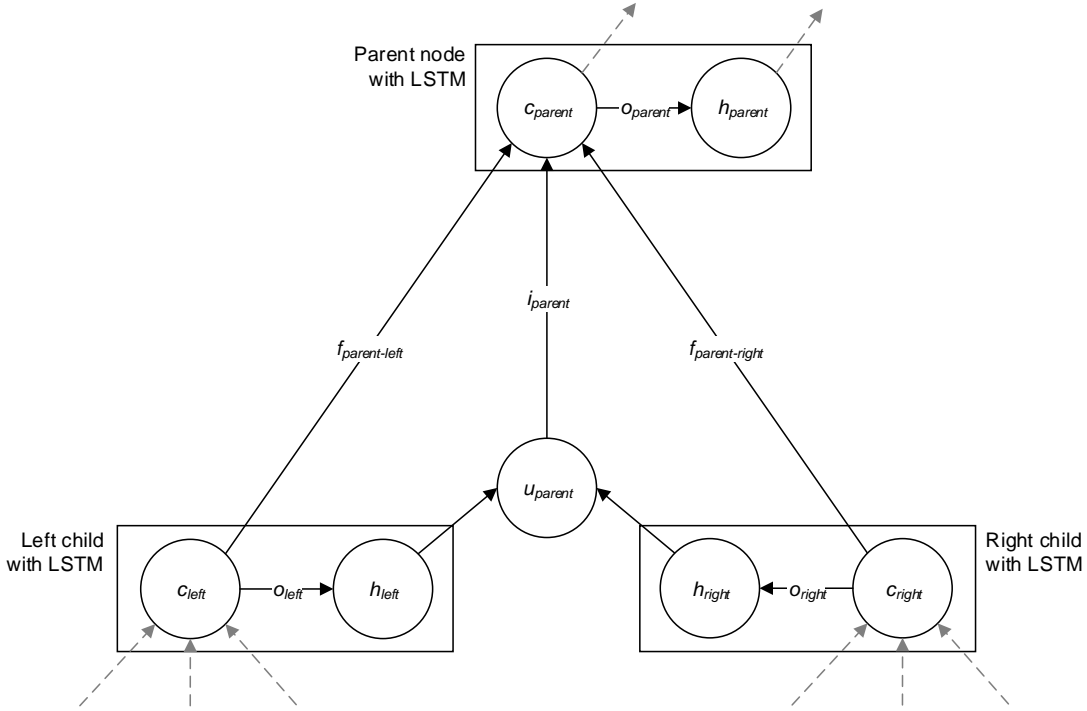 Parent node
with LSTM
c_parent
o_parent
h_parent
i_parent
f_parent-left
f_parent-right
u_parent
Left child
with LSTM
c_left
o_left
h_left
h_right
o_right
c_right
Right child
with LSTM